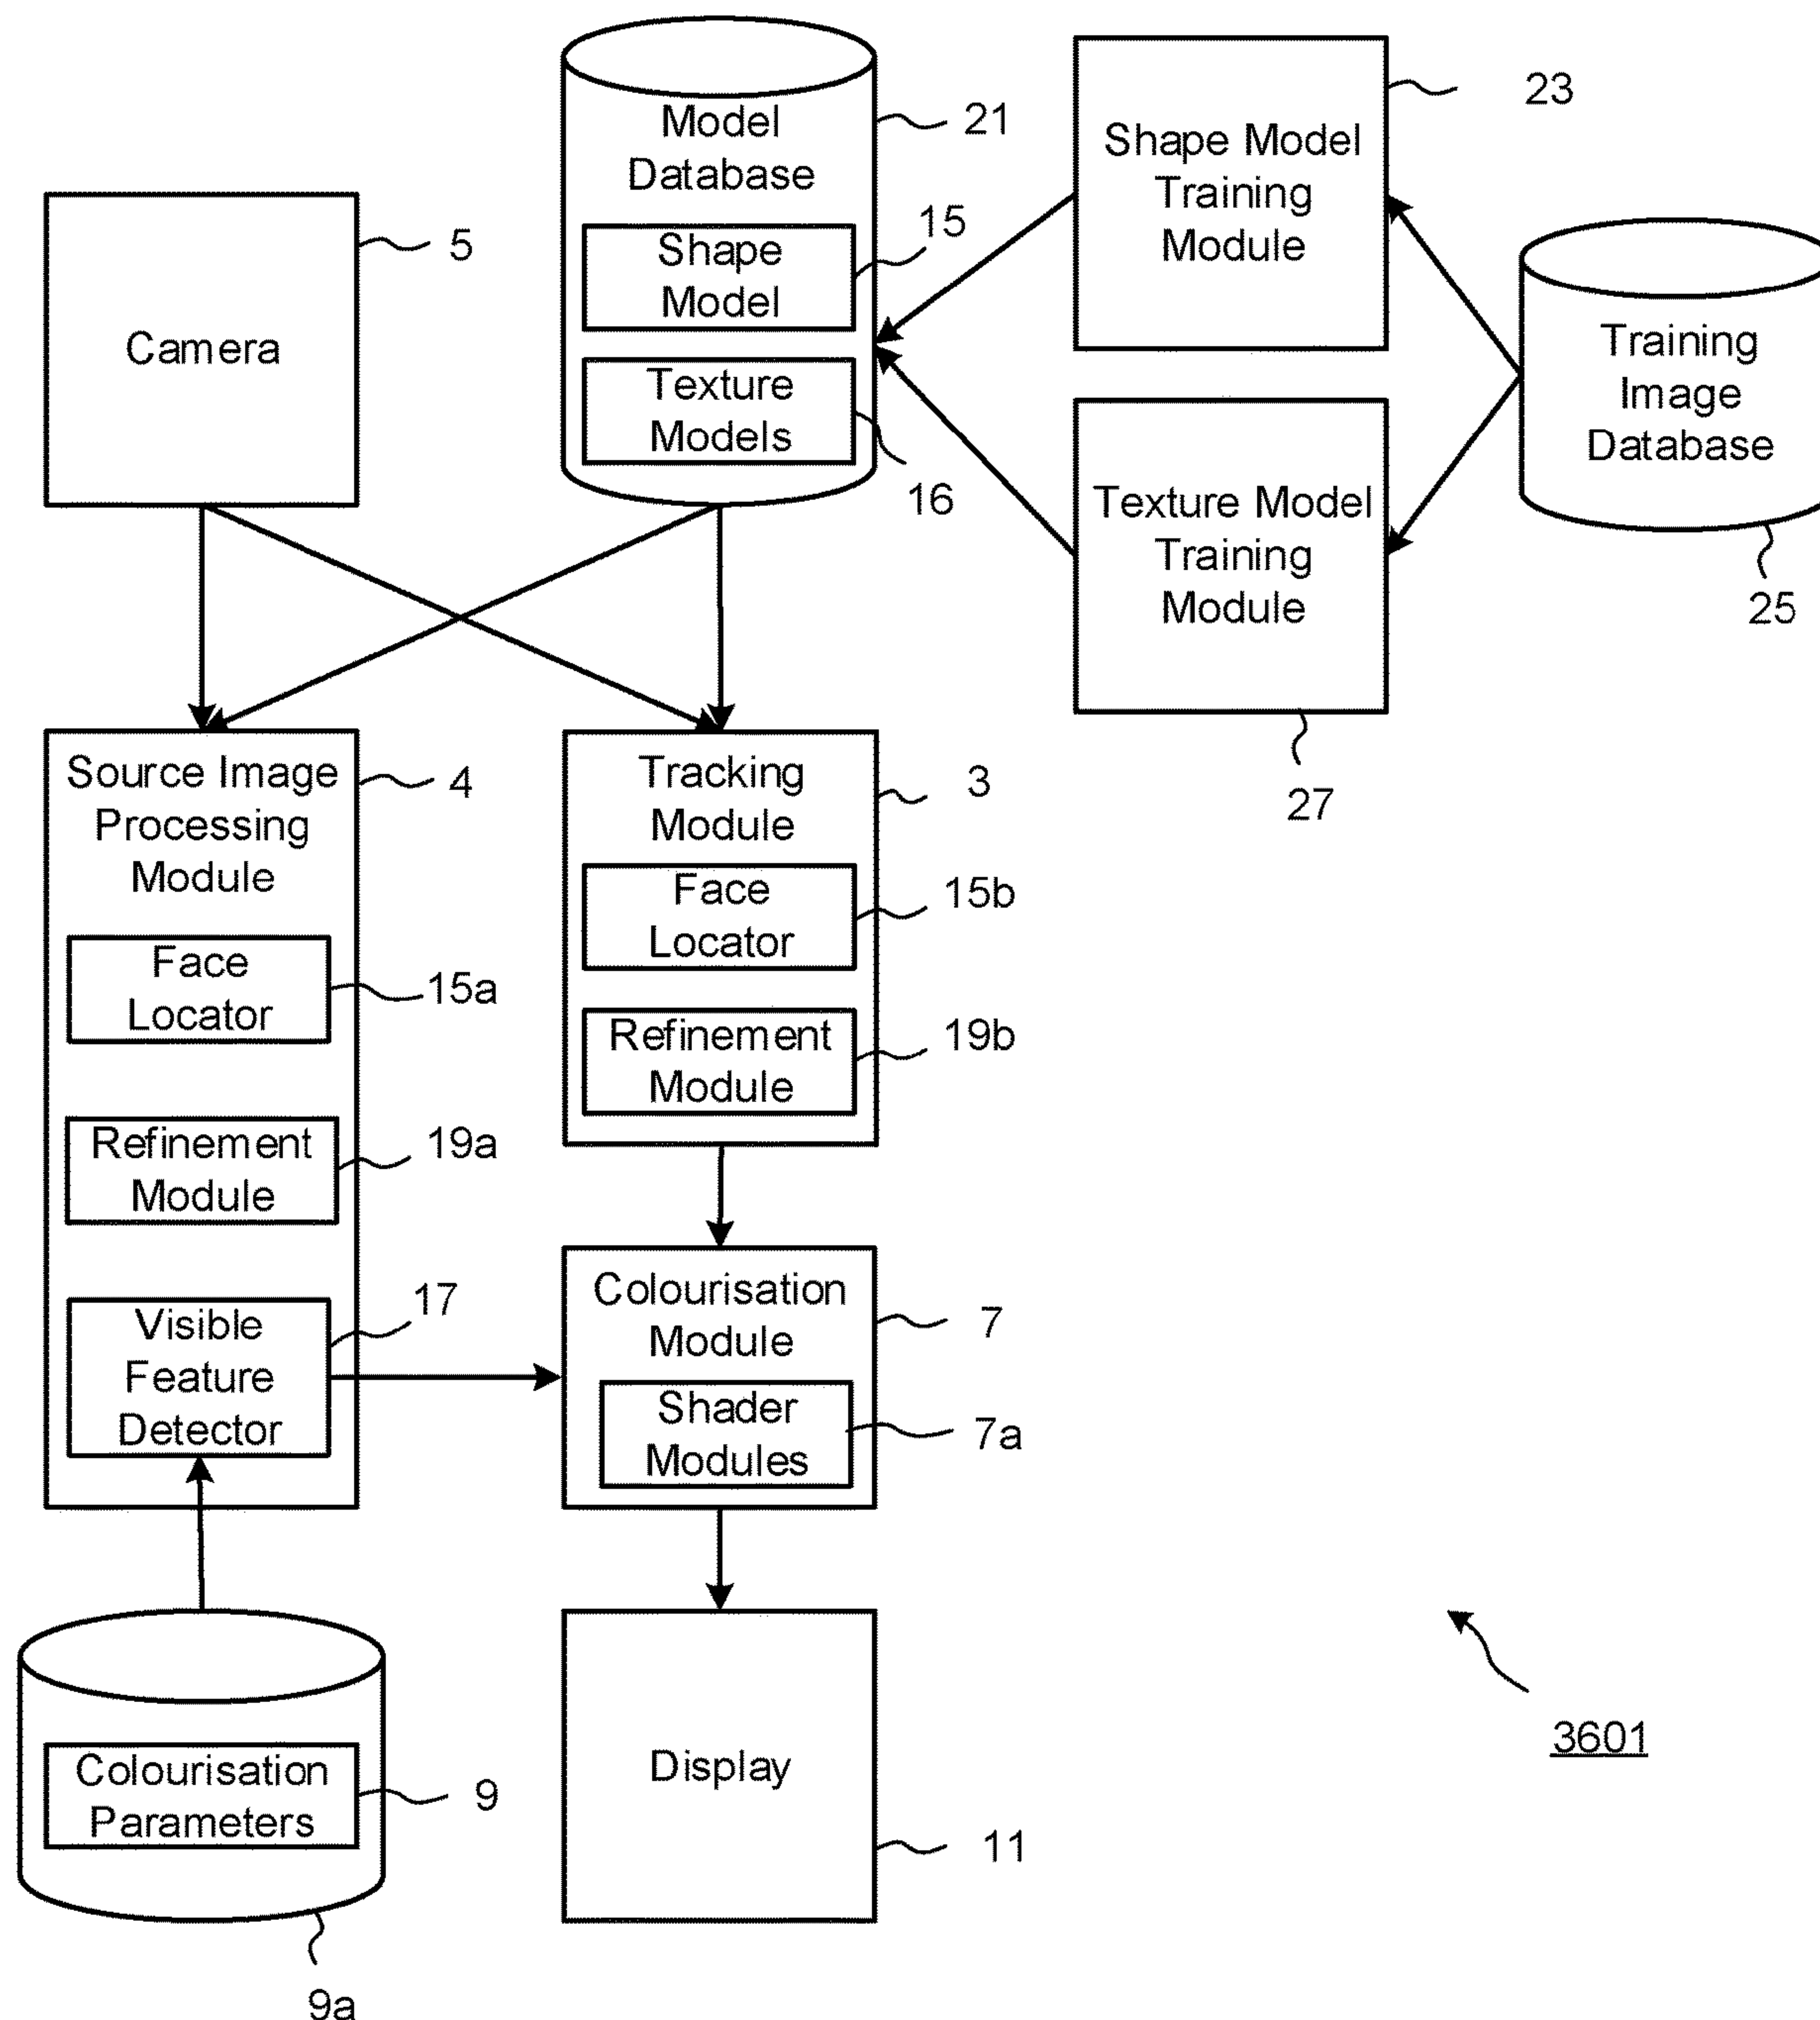 Camera
5
Model
Database
21
Shape
Model
15
Texture
Models
16
Shape Model
Training
Module
23
Texture Model
Training
Module
27
Training
Image
Database
25
Source Image
Processing
Module
4
Face
Locator
15a
Refinement
Module
19a
Visible
Feature
Detector
17
Tracking
Module
3
Face
Locator
15b
Refinement
Module
19b
Colourisation
Module
7
Shader
Modules
7a
Colourisation
Parameters
9
9a
Display
11
3601